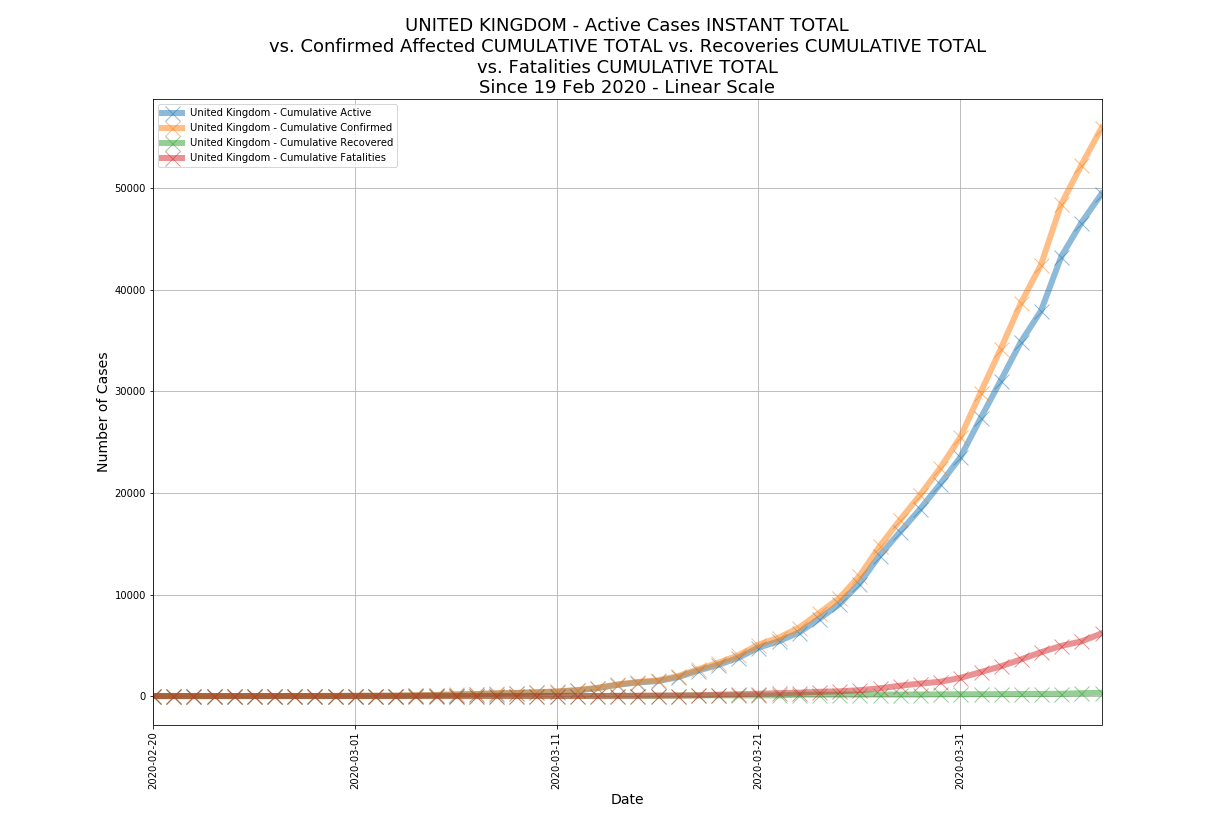 UNITED KINGDOM - Active Cases INSTANT TOTAL
vs. Confirmed Affected CUMULATIVE TOTAL vs. Recoveries CUMULATIVE TOTAL
vs. Fatalities CUMULATIVE TOTAL
Since 19 Feb 2020 - Linear Scale
United Kingdom - Cumulative Active
United Kingdom - Cumulative Confirmed
United Kingdom - Cumulative Recovered
United Kingdom - Cumulative Fatalities
Number of Cases
50000
40000
30000
20000
10000
0
2020-02-20
2020-03-01
2020-03-11
2020-03-21
2020-03-31
Date